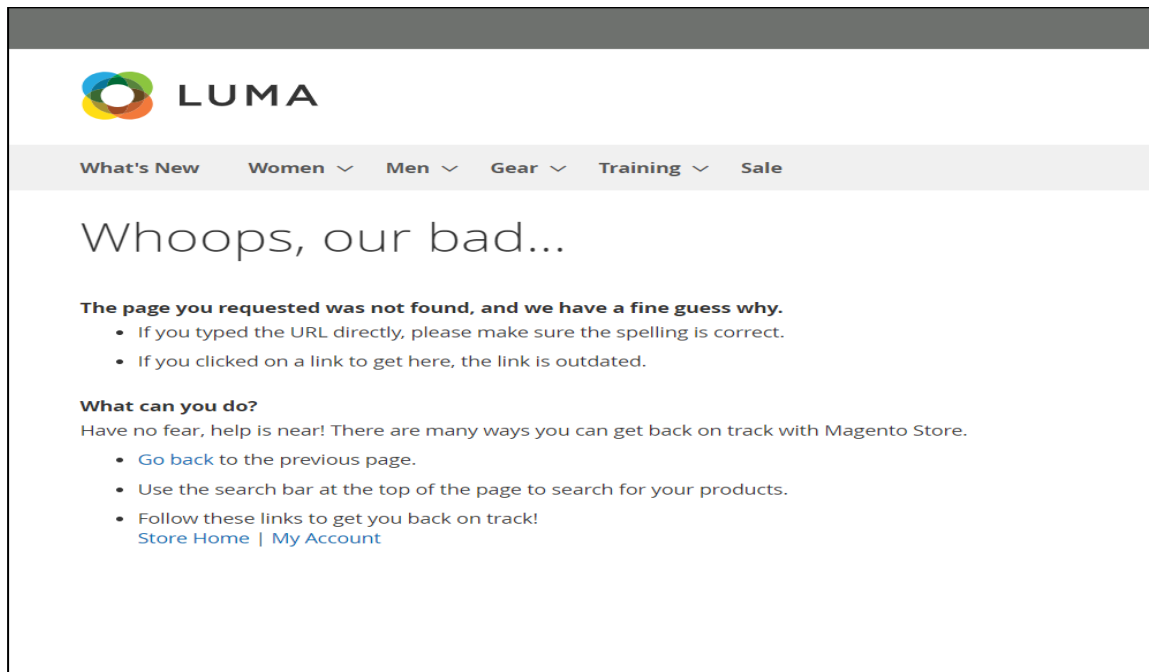 LUMA
What's New Women Men Gear Training Sale
Whoops, our bad...
The page you requested was not found, and we have a fine guess why.
• If you typed the URL directly, please make sure the spelling is correct.
• If you clicked on a link to get here, the link is outdated.
What can you do?
Have no fear, help is near! There are many ways you can get back on track with Magento Store.
• Go back to the previous page.
• Use the search bar at the top of the page to search for your products.
• Follow these links to get you back on track!
Store Home | My Account